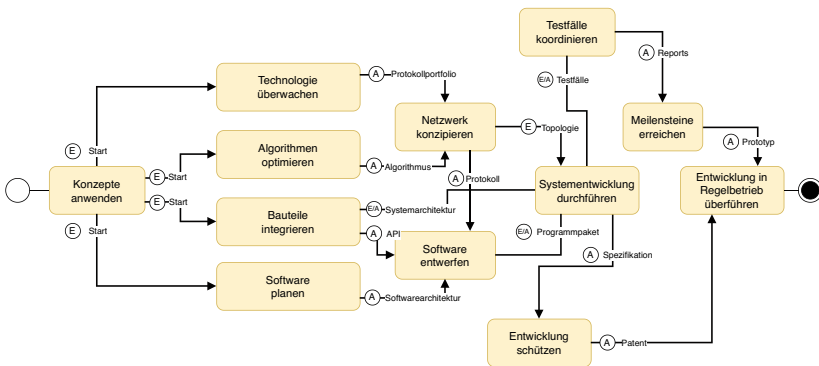 Testfälle
koordinieren
A Reports
E/A Testfälle
Technologie
überwachen
A Protokollportfolio
Netzwerk
konzipieren
E Topologie
Meilensteine
erreichen
A Prototyp
Algorithmen
optimieren
A Algorithmus
E Start
E Start
A Protokoll
Konzepte
anwenden
Systementwicklung
durchführen
Entwicklung in
Regelbetrieb
überführen
E Start
E Start
Bauteile
integrieren
E/A Systemarchitektur
A API
Software
entwerfen
E/A Programmpaket
A Spezifikation
Software
planen
A Softwarearchitektur
Entwicklung
schützen
A Patent